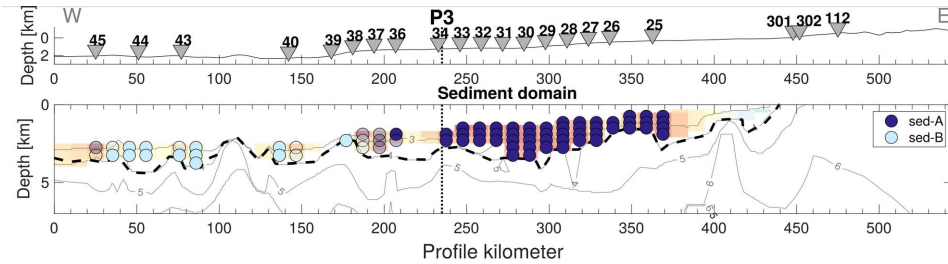 W P3 E
45 51 44 43 40 39 38 37 36 34 33 32 31 30 29 28 27 26 25 301 302 112
Depth [km]
0
2
0 50 100 150 200 250 300 350 400 450 500
Sediment domain
Depth [km]
0
5
sed-A
sed-B
3
5 5 5 5 4 5 6 6
6.5
0 50 100 150 200 250 300 350 400 450 500
Profile kilometer